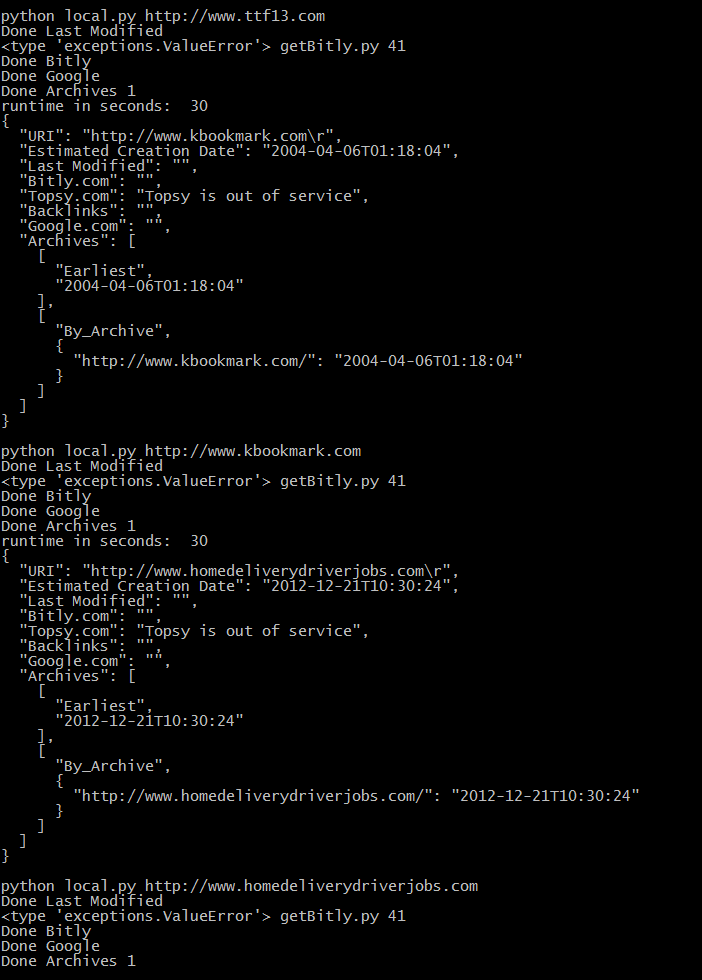 python local.py http://www.ttf13.com
Done Last Modified
<type 'exceptions.ValueError'> getBitly.py 41
Done Bitly
Done Google
Done Archives 1
runtime in seconds:  30
{
  "URI": "http://www.kbookmark.com\r",
  "Estimated Creation Date": "2004-04-06T01:18:04",
  "Last Modified": "",
  "Bitly.com": "",
  "Topsy.com": "Topsy is out of service",
  "Backlinks": "",
  "Google.com": "",
  "Archives": [
    [
      "Earliest",
      "2004-04-06T01:18:04"
    ],
    [
      "By_Archive",
      {
        "http://www.kbookmark.com/": "2004-04-06T01:18:04"
      }
    ]
  ]
}

python local.py http://www.kbookmark.com
Done Last Modified
<type 'exceptions.ValueError'> getBitly.py 41
Done Bitly
Done Google
Done Archives 1
runtime in seconds:  30
{
  "URI": "http://www.homedeliverydriverjobs.com\r",
  "Estimated Creation Date": "2012-12-21T10:30:24",
  "Last Modified": "",
  "Bitly.com": "",
  "Topsy.com": "Topsy is out of service",
  "Backlinks": "",
  "Google.com": "",
  "Archives": [
    [
      "Earliest",
      "2012-12-21T10:30:24"
    ],
    [
      "By_Archive",
      {
        "http://www.homedeliverydriverjobs.com/": "2012-12-21T10:30:24"
      }
    ]
  ]
}

python local.py http://www.homedeliverydriverjobs.com
Done Last Modified
<type 'exceptions.ValueError'> getBitly.py 41
Done Bitly
Done Google
Done Archives 1